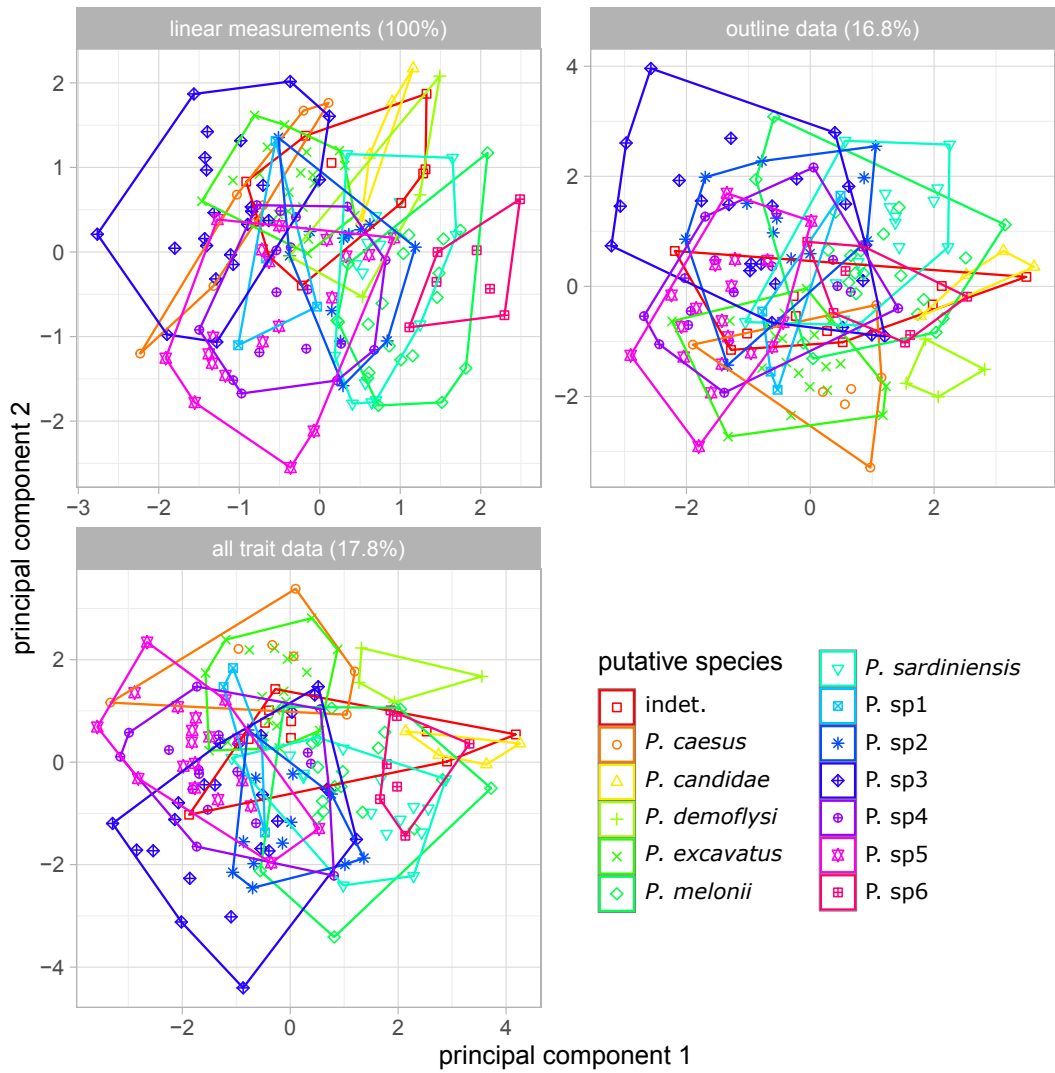 linear measurements (100%)
outline data (16.8%)
2
1
0
−1
−2
−3
−2
−1
0
1
2
4
2
0
−2
−2
0
2
principal component 2
all trait data (17.8%)
2
0
−2
−4
−2
0
2
4
principal component 1
putative species
indet.
P. caesus
P. candidae
P. demoflysi
P. excavatus
P. melonii
P. sardiniensis
P. sp1
P. sp2
P. sp3
P. sp4
P. sp5
P. sp6